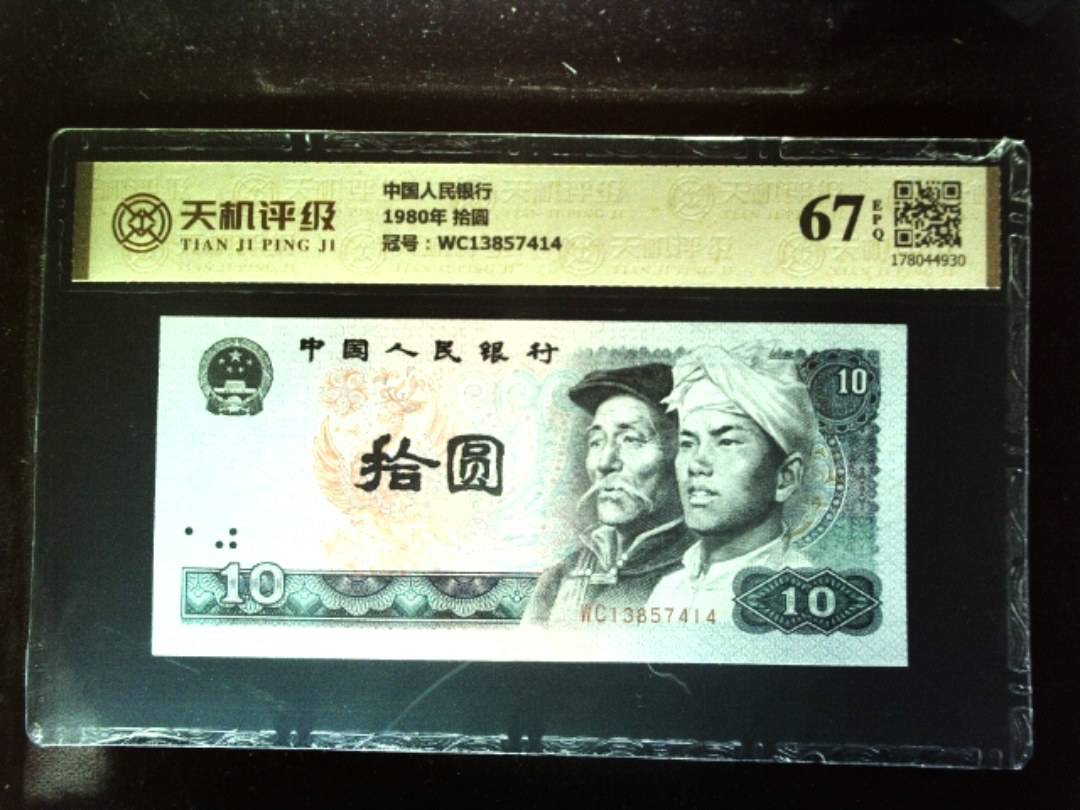 天机评级
TIAN JI PING JI
中国人民银行
1980年 拾圆
冠号：WC13857414
67
EPQ
178044930
中国人民银行
10
拾圆
10
WC13857414
10